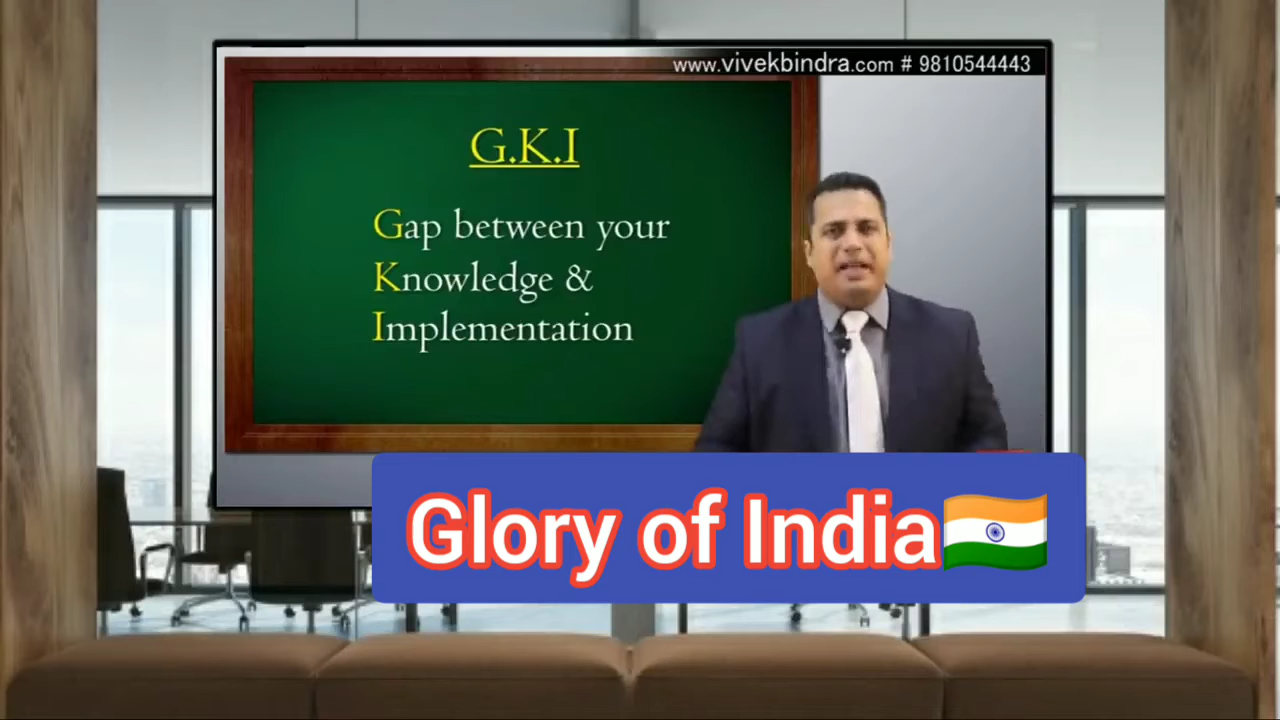 www.vivekbindra.com # 9810544443
G.K.I
Gap between your
Knowledge &
Implementation
Glory of India🇮🇳